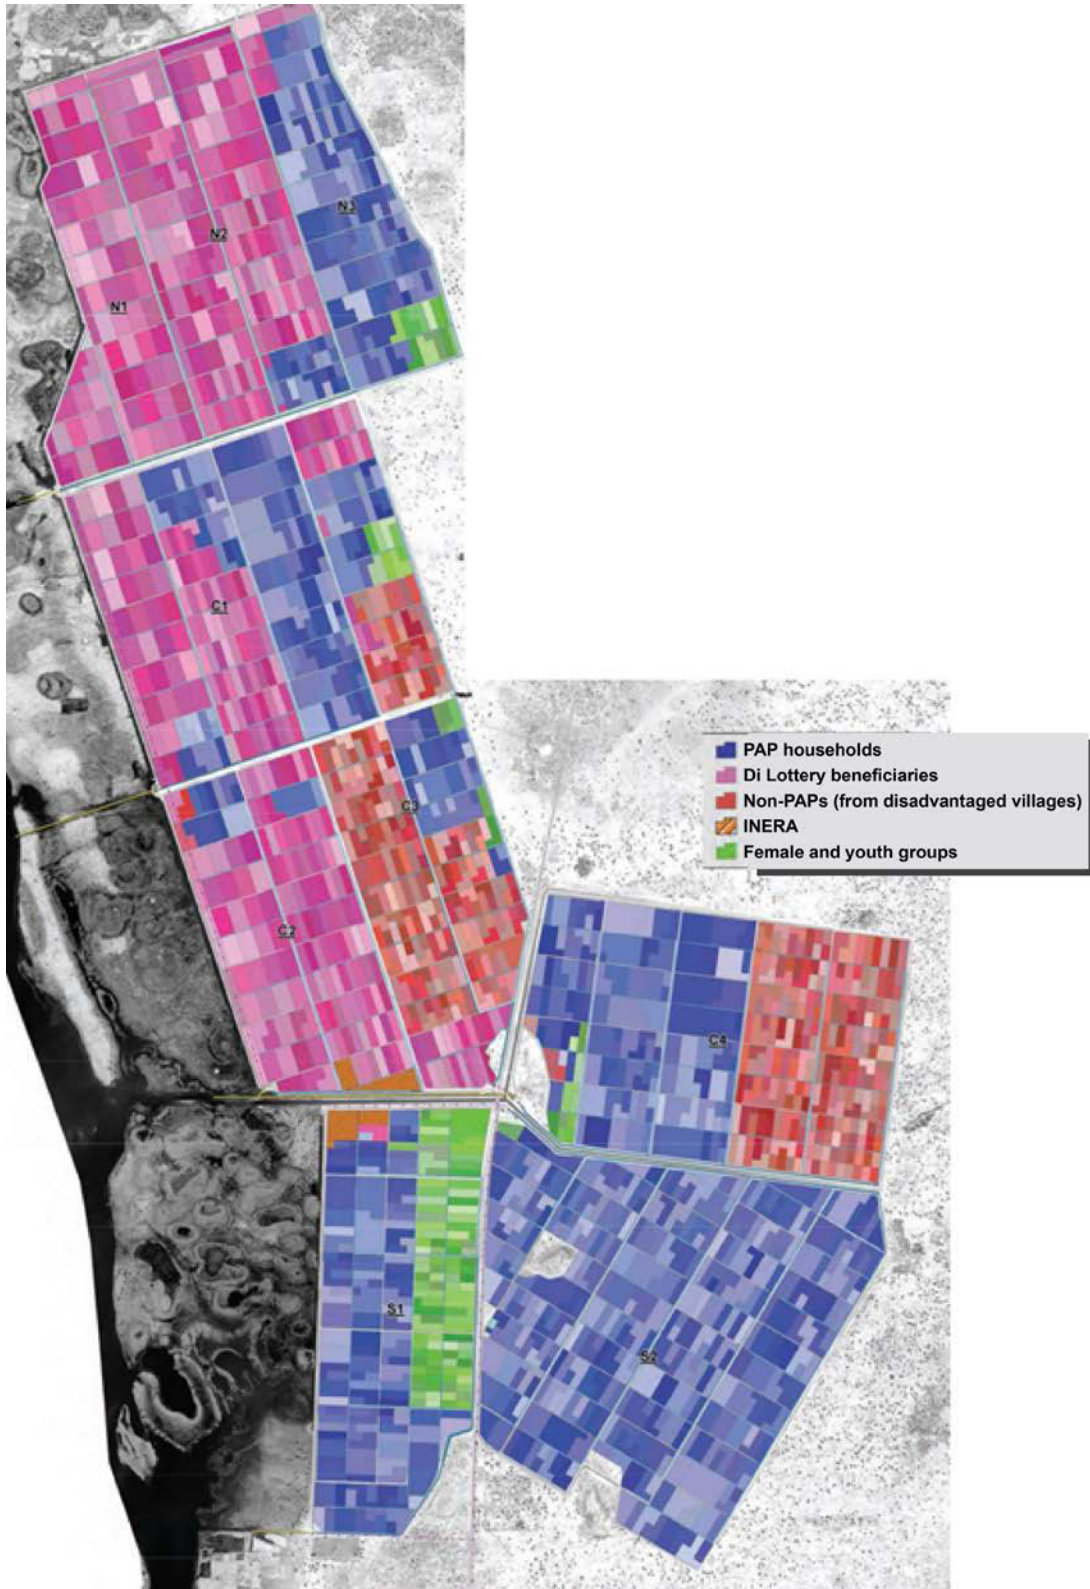 N3
N2
N1
C1
PAP households
Di Lottery beneficiaries
Non-PAPs (from disadvantaged villages)
C3
INERA
Female and youth groups
C2
C4
S1
S2